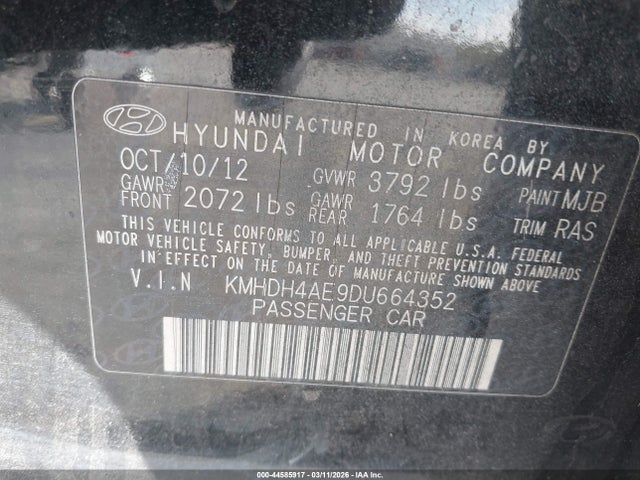 MANUFACTURED IN KOREA BY
HYUNDAI MOTOR COMPANY
OCT/10/12 GVWR 3792 lbs PAINT MJB
GAWR FRONT 2072 lbs GAWR REAR 1764 lbs TRIM RAS
THIS VEHICLE CONFORMS TO ALL APPLICABLE U.S.A. FEDERAL
MOTOR VEHICLE SAFETY, BUMPER, AND THEFT PREVENTION STANDARDS
IN EFFECT ON THE DATE OF MANUFACTURE SHOWN ABOVE
V.I.N KMHDH4AE9DU664352
PASSENGER CAR
000-44585917 - 03/11/2026 - IAA Inc.